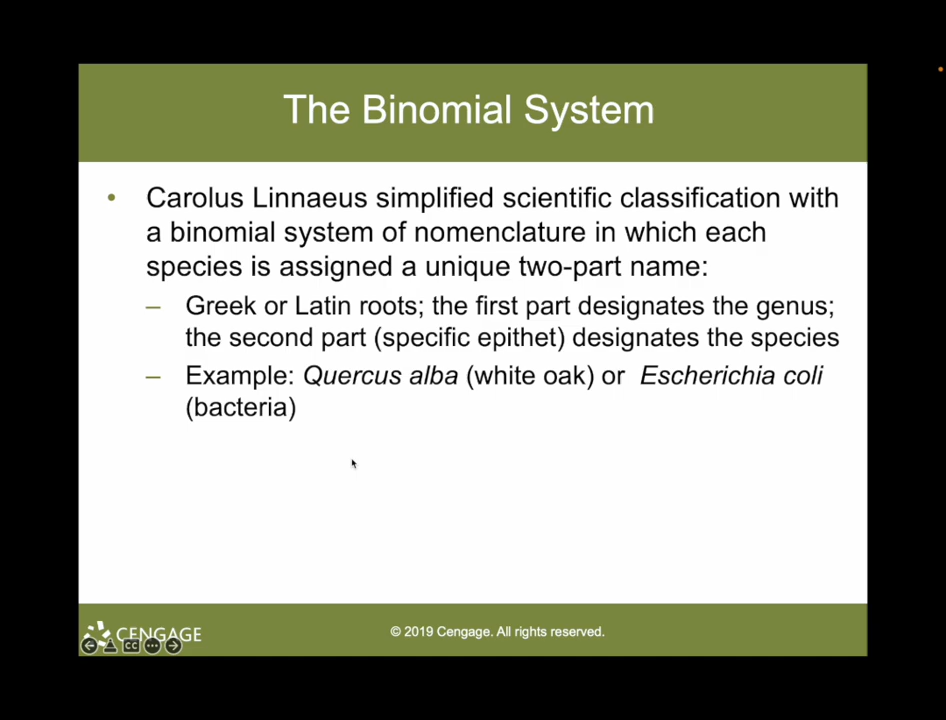 The Binomial System
• Carolus Linnaeus simplified scientific classification with
a binomial system of nomenclature in which each
species is assigned a unique two-part name:
– Greek or Latin roots; the first part designates the genus;
the second part (specific epithet) designates the species
– Example: Quercus alba (white oak) or Escherichia coli
(bacteria)
CENGAGE
© 2019 Cengage. All rights reserved.
CC